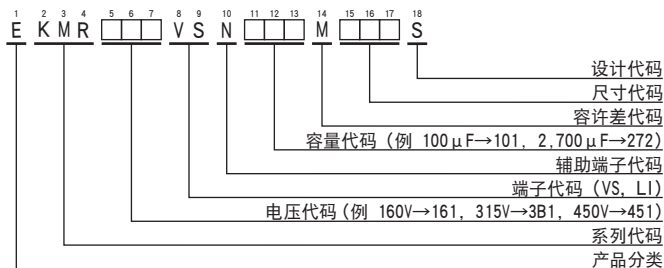 1 2 3 4 5 6 7 8 9 10 11 12 13 14 15 16 17 18
E K M R □□□ V S N □□□ M □□□ S
设计代码
尺寸代码
容许差代码
容量代码 (例 100μF→101, 2,700μF→272)
辅助端子代码
端子代码 (VS, LI)
电压代码 (例 160V→161, 315V→3B1, 450V→451)
系列代码
产品分类